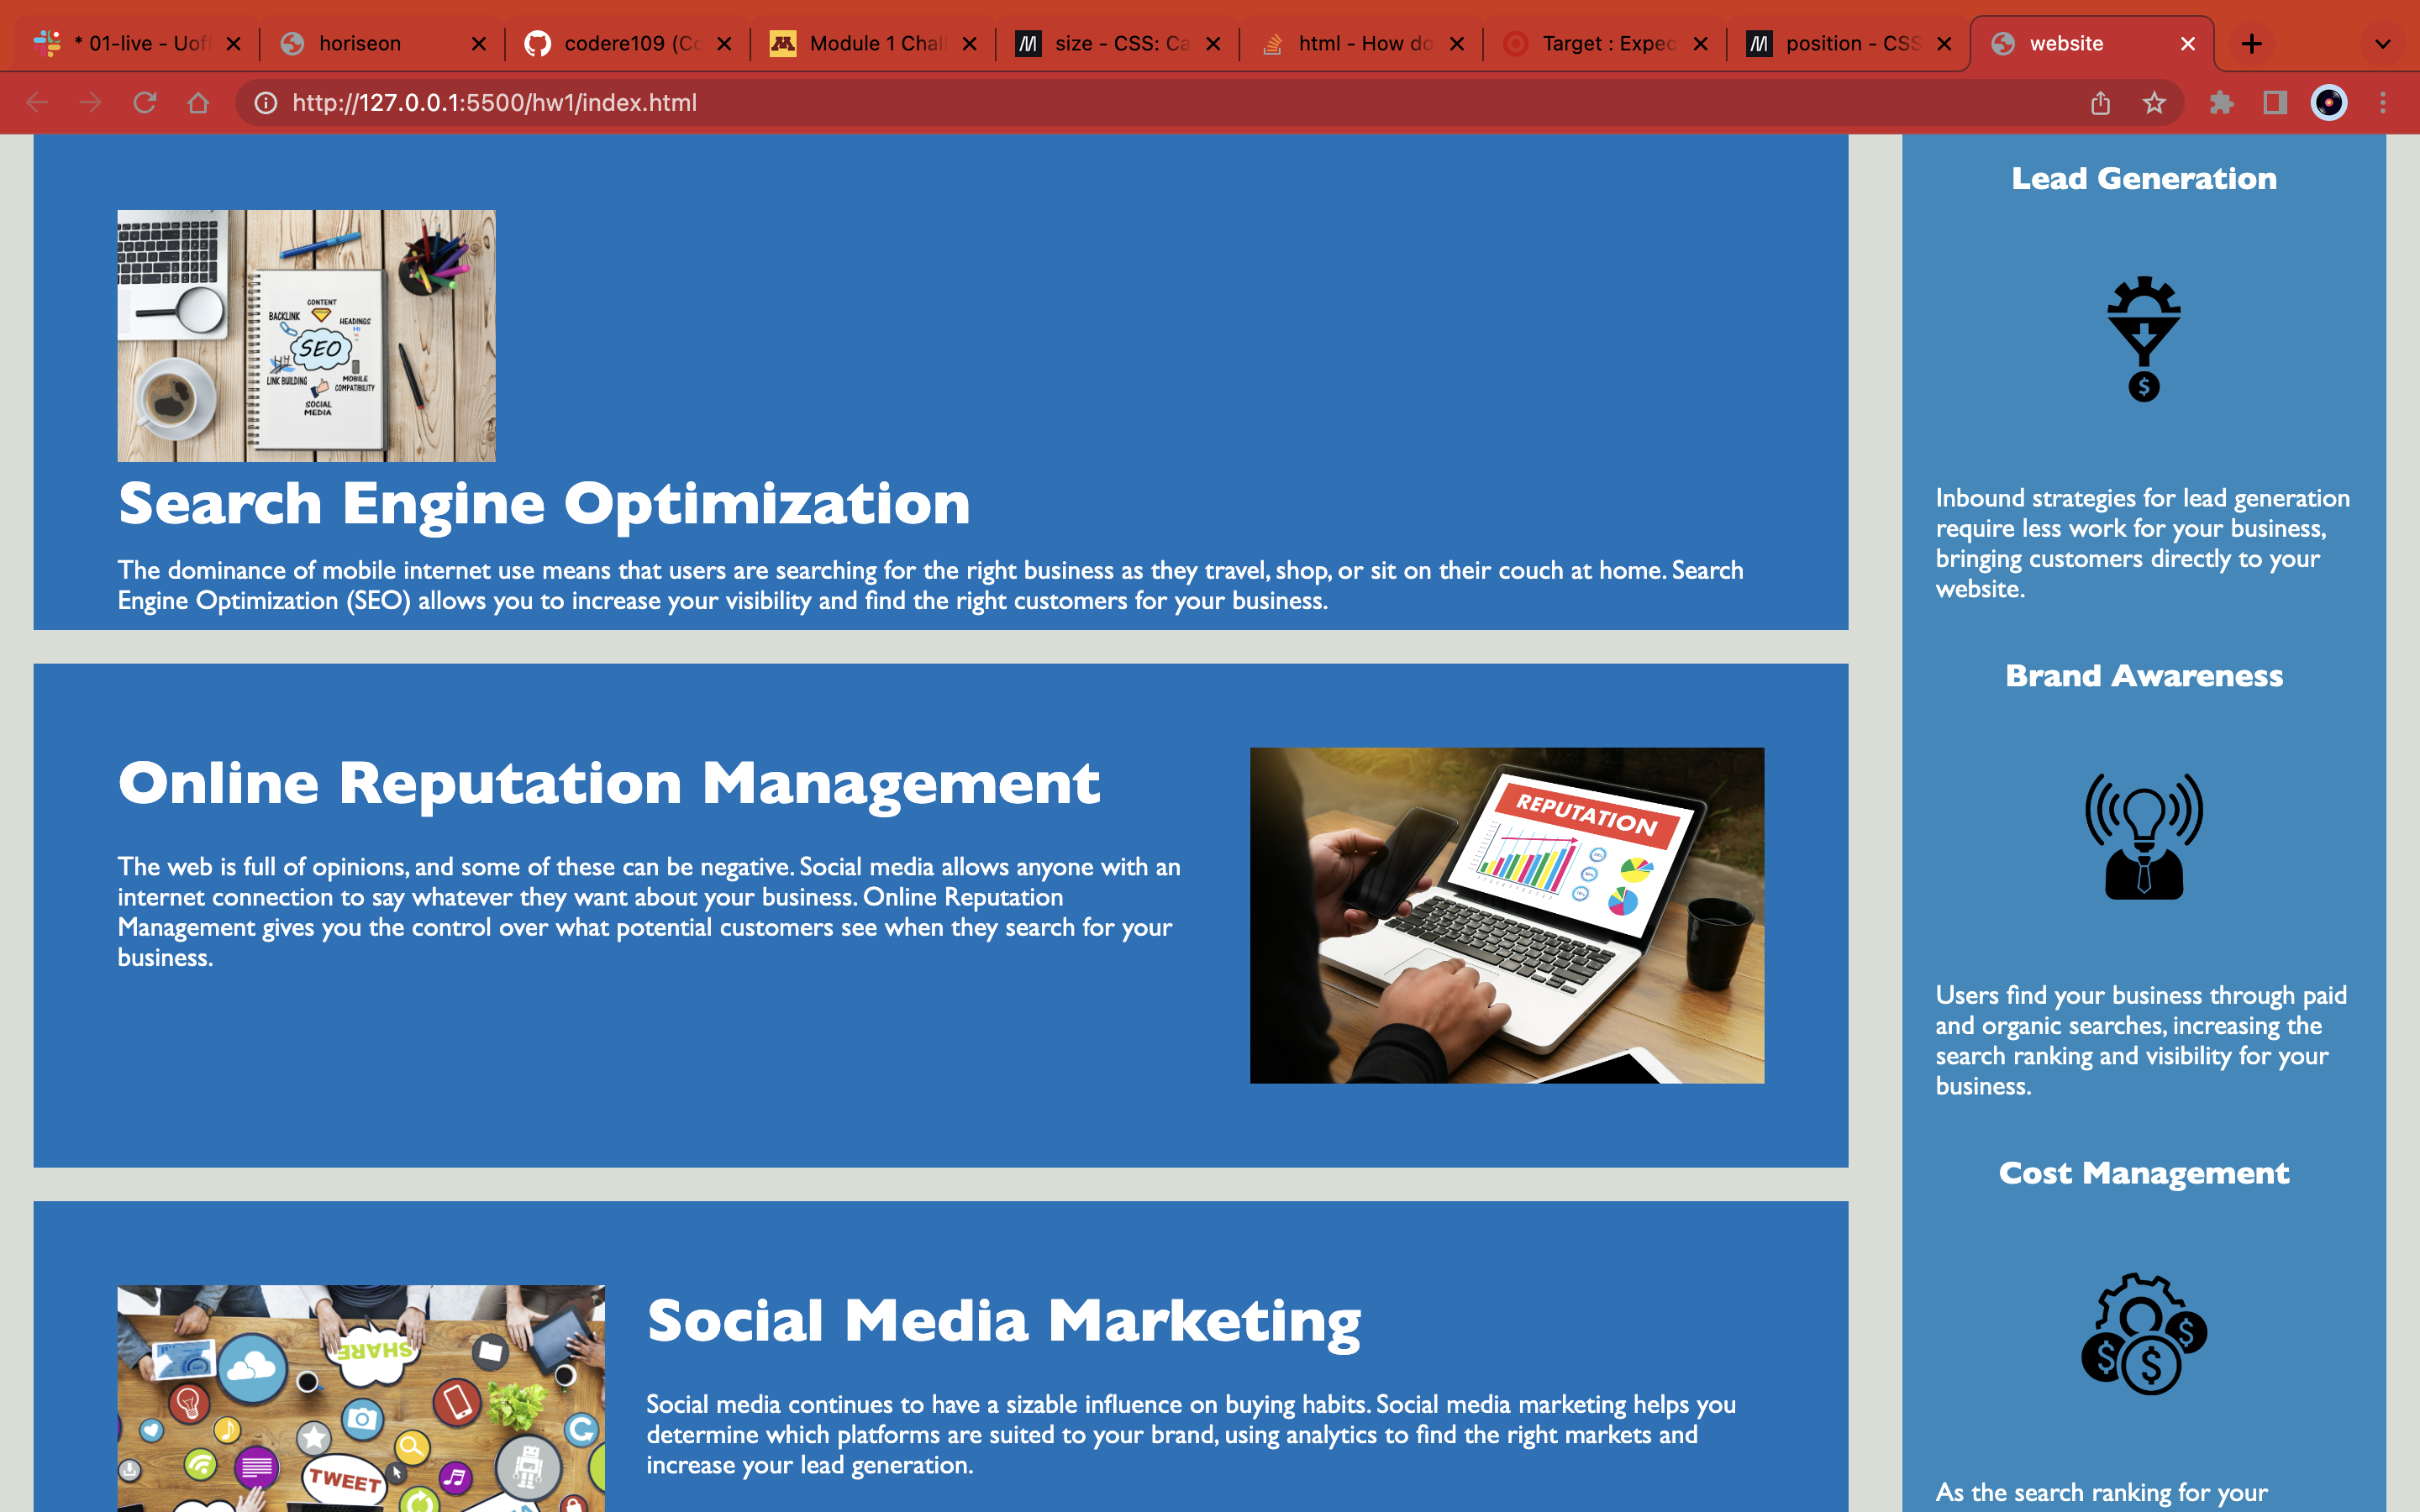 * 01-live - Uof
horiseon
codere109 (Co
Module 1 Chal
size - CSS: Ca
html - How do
Target : Expec
position - CSS
website
http://127.0.0.1:5500/hw1/index.html
CONTENT
BACKLINK
HEADINGS
SEO
LINK BUILDING
MOBILE
COMPATIBILITY
SOCIAL
MEDIA
Search Engine Optimization
The dominance of mobile internet use means that users are searching for the right business as they travel, shop, or sit on their couch at home. Search
Engine Optimization (SEO) allows you to increase your visibility and find the right customers for your business.
Online Reputation Management
The web is full of opinions, and some of these can be negative. Social media allows anyone with an
internet connection to say whatever they want about your business. Online Reputation
Management gives you the control over what potential customers see when they search for your
business.
REPUTATION
SHARE
TWEET
Social Media Marketing
Social media continues to have a sizable influence on buying habits. Social media marketing helps you
determine which platforms are suited to your brand, using analytics to find the right markets and
increase your lead generation.
Lead Generation
$
Inbound strategies for lead generation
require less work for your business,
bringing customers directly to your
website.
Brand Awareness
Users find your business through paid
and organic searches, increasing the
search ranking and visibility for your
business.
Cost Management
$ $ $
As the search ranking for your